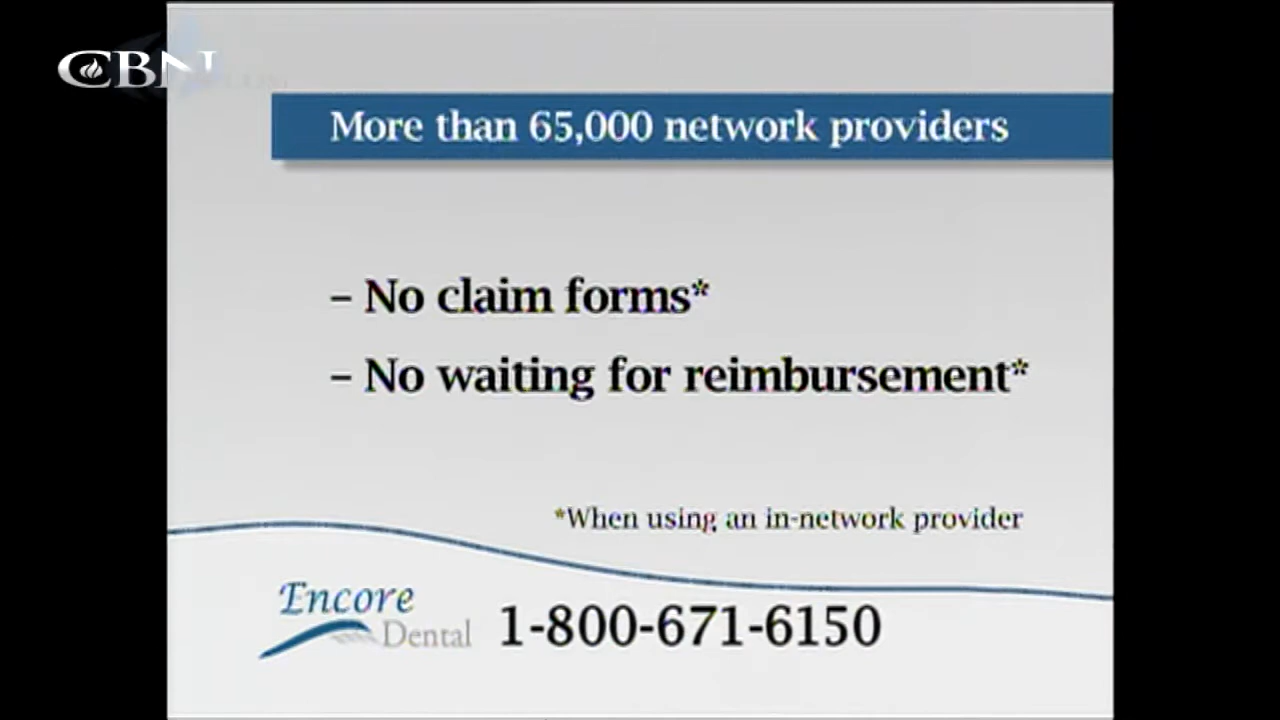 CBN
More than 65,000 network providers
– No claim forms*
– No waiting for reimbursement*
*When using an in-network provider
Encore
Dental
1-800-671-6150